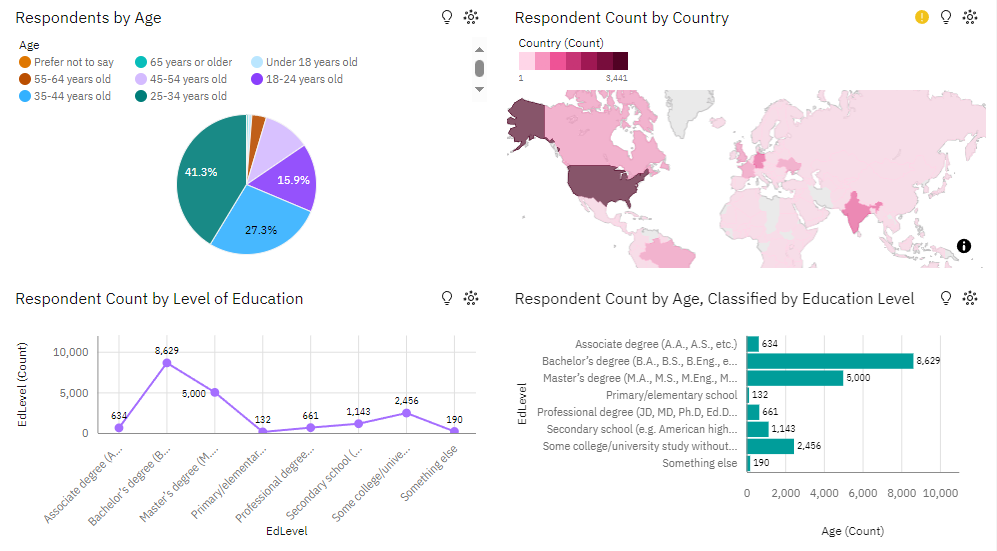 Respondents by Age
Age
Prefer not to say
65 years or older
Under 18 years old
55-64 years old
45-54 years old
18-24 years old
35-44 years old
25-34 years old
41.3%
15.9%
27.3%
Respondent Count by Country
Country (Count)
1
3,441
Respondent Count by Level of Education
EdLevel (Count)
10,000
5,000
0
634
8,629
5,000
132
661
1,143
2,456
190
Associate degree (A...
Bachelor's degree (B...
Master's degree (M....
Primary/elementar...
Professional degree...
Secondary school (...
Some college/unive...
Something else
EdLevel
Respondent Count by Age, Classified by Education Level
EdLevel
Associate degree (A.A., A.S., etc.) 634
Bachelor's degree (B.A., B.S., B.Eng., e... 8,629
Master's degree (M.A., M.S., M.Eng., M... 5,000
Primary/elementary school 132
Professional degree (JD, MD, Ph.D, Ed.D... 661
Secondary school (e.g. American high... 1,143
Some college/university study without... 2,456
Something else 190
0 2,000 4,000 6,000 8,000 10,000
Age (Count)